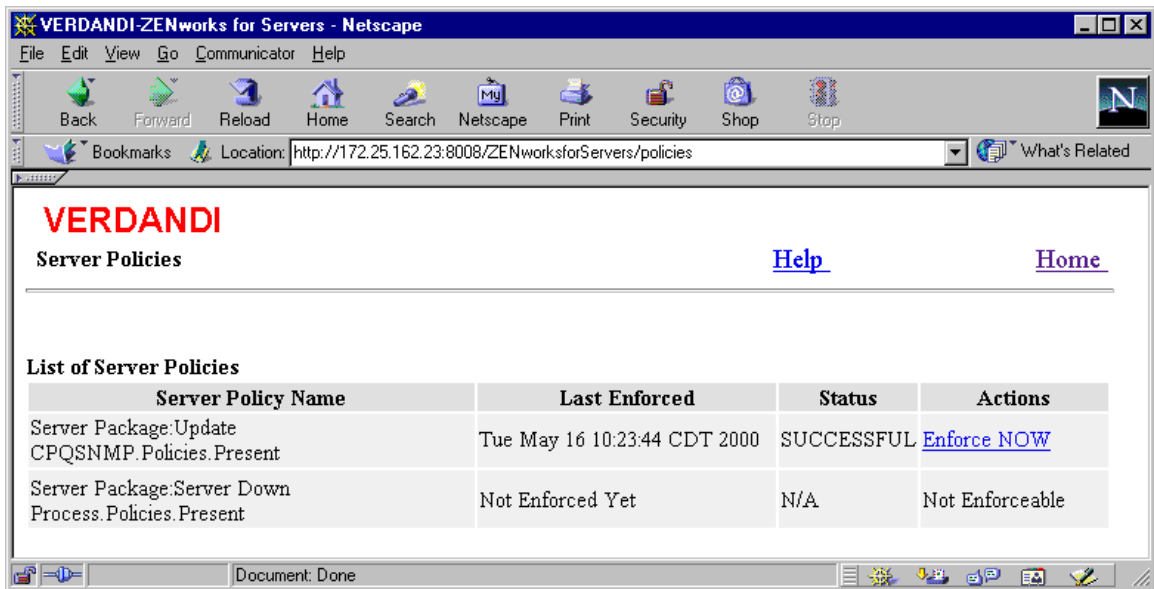 VERDANDI-ZENworks for Servers - Netscape
File Edit View Go Communicator Help
My
N
Back Forward Reload Home Search Netscape Print Security Shop Stop
Bookmarks Location: http://172.25.162.23:8008/ZENworksforServers/policies What's Related
VERDANDI
Server Policies Help Home
List of Server Policies
Server Policy Name Last Enforced Status Actions
Server Package:Update
CPQSNMP.Policies.Present Tue May 16 10:23:44 CDT 2000 SUCCESSFUL Enforce NOW
Server Package:Server Down
Process.Policies.Present Not Enforced Yet N/A Not Enforceable
Document: Done